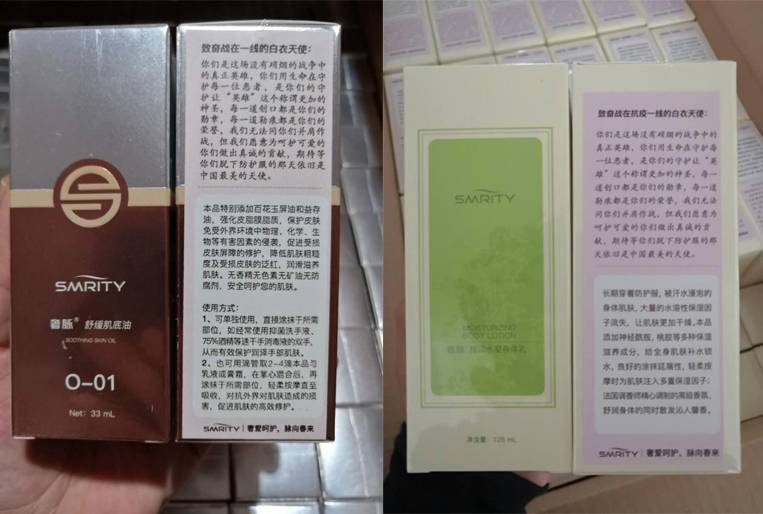 SMRITY
奢脈® 舒缓肌底油
SOOTHING SKIN OIL
O-01
Net: 33 mL
致奋战在一线的白衣天使：
你们是这场没有硝烟的战争中
的真正英雄，你们用生命在守
护每一位患者，是你们的守
护让“英雄”这个称谓更加的
神圣，每一道创口都是你们的
勋章，每一道勒痕都是你们的
荣誉，我们无法同你们并肩作
战，但我们愿意为呵护可爱的
你们做出真诚的贡献，期待等
你们脱下防护服的那天依旧是
中国最美的天使。
本品特别添加百花玉屏油和益存
油，强化皮脂膜脂质，保护皮肤
免受外界环境中物理、化学、生
物等有害因素的侵袭，促进受损
皮肤屏障的修护，降低肌肤粗糙
度及受损皮肤的泛红，润滑滋养
肌肤。无香精无色素无矿油无防
腐剂，安全呵护您的肌肤。
使用方式：
1、可单独使用，直接涂抹于所需
部位，如经常使用抑菌洗手液、
75%酒精等速干手消毒液的双手，
从而有效保护润泽手部肌肤。
2、也可用滴管取2-4滴本品与
乳液或膏霜，在掌心混合后，再
涂抹于所需部位，轻柔按摩直至
吸收，对抗外界对肌肤造成的损
害，促进肌肤的高效修护。
SMRITY | 奢爱呵护，脉向春来
SMRITY
MOISTURIZING
BODY LOTION
身体乳
净含量：125 mL
致奋战在抗疫一线的白衣天使：
你们是这场没有硝烟的战争中
的真正英雄，你们用生命在守护每一
位患者，是你们的守护让“英
雄”这个称谓更加的神圣，每一
道创口都是你们的勋章，每一道勒
痕都是你们的荣誉，我们无法同你
们并肩作战，但我们愿意为
呵护可爱的你们做出真诚的贡
献，期待等你们脱下防护服的那
天依旧是中国最美的天使。
长期穿着防护服，被汗水浸泡的
身体肌肤，大量的水溶性保湿因
子流失，让肌肤更加干燥，本品
添加神经酰胺，桃胶等多种保湿
滋养成分，给全身肌肤补水锁
水，良好的涂抹延展性，轻柔按
摩时为肌肤注入多重保湿因子；
法国调香师精心调制的高级香氛，
舒润身体的同时散发沁人馨香。
SMRITY | 奢爱呵护，脉向春来